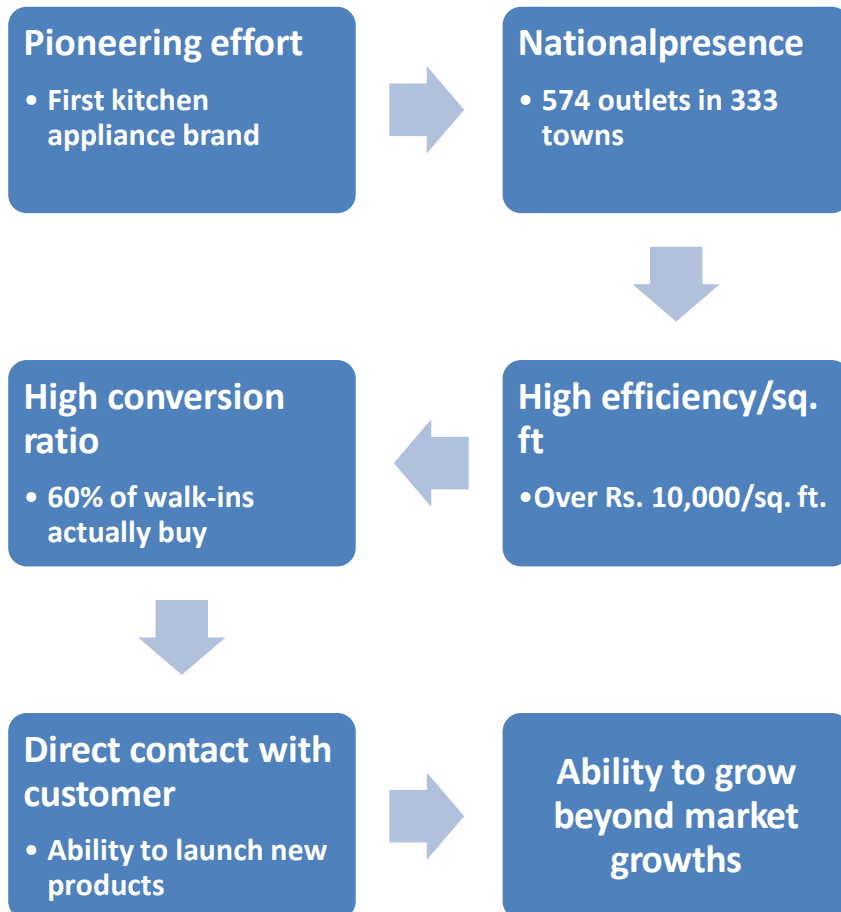 Pioneering effort
• First kitchen
appliance brand
Nationalpresence
• 574 outlets in 333
towns
High efficiency/sq.
ft
•Over Rs. 10,000/sq. ft.
High conversion
ratio
• 60% of walk-ins
actually buy
Direct contact with
customer
• Ability to launch new
products
Ability to grow
beyond market
growths